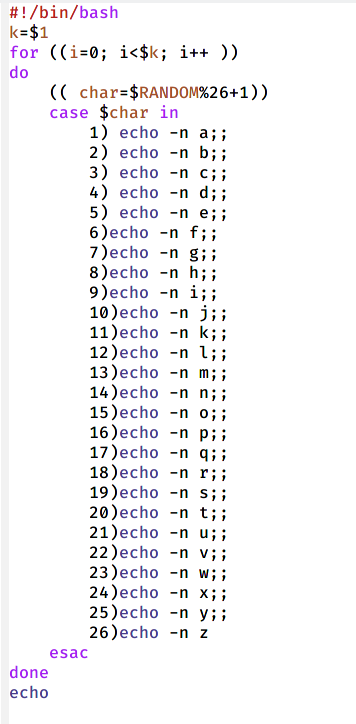 #!/bin/bash
k=$1
for ((i=0; i<$k; i++ ))
do
    (( char=$RANDOM%26+1))
    case $char in
        1) echo -n a;;
        2) echo -n b;;
        3) echo -n c;;
        4) echo -n d;;
        5) echo -n e;;
        6)echo -n f;;
        7)echo -n g;;
        8)echo -n h;;
        9)echo -n i;;
        10)echo -n j;;
        11)echo -n k;;
        12)echo -n l;;
        13)echo -n m;;
        14)echo -n n;;
        15)echo -n o;;
        16)echo -n p;;
        17)echo -n q;;
        18)echo -n r;;
        19)echo -n s;;
        20)echo -n t;;
        21)echo -n u;;
        22)echo -n v;;
        23)echo -n w;;
        24)echo -n x;;
        25)echo -n y;;
        26)echo -n z
    esac
done
echo